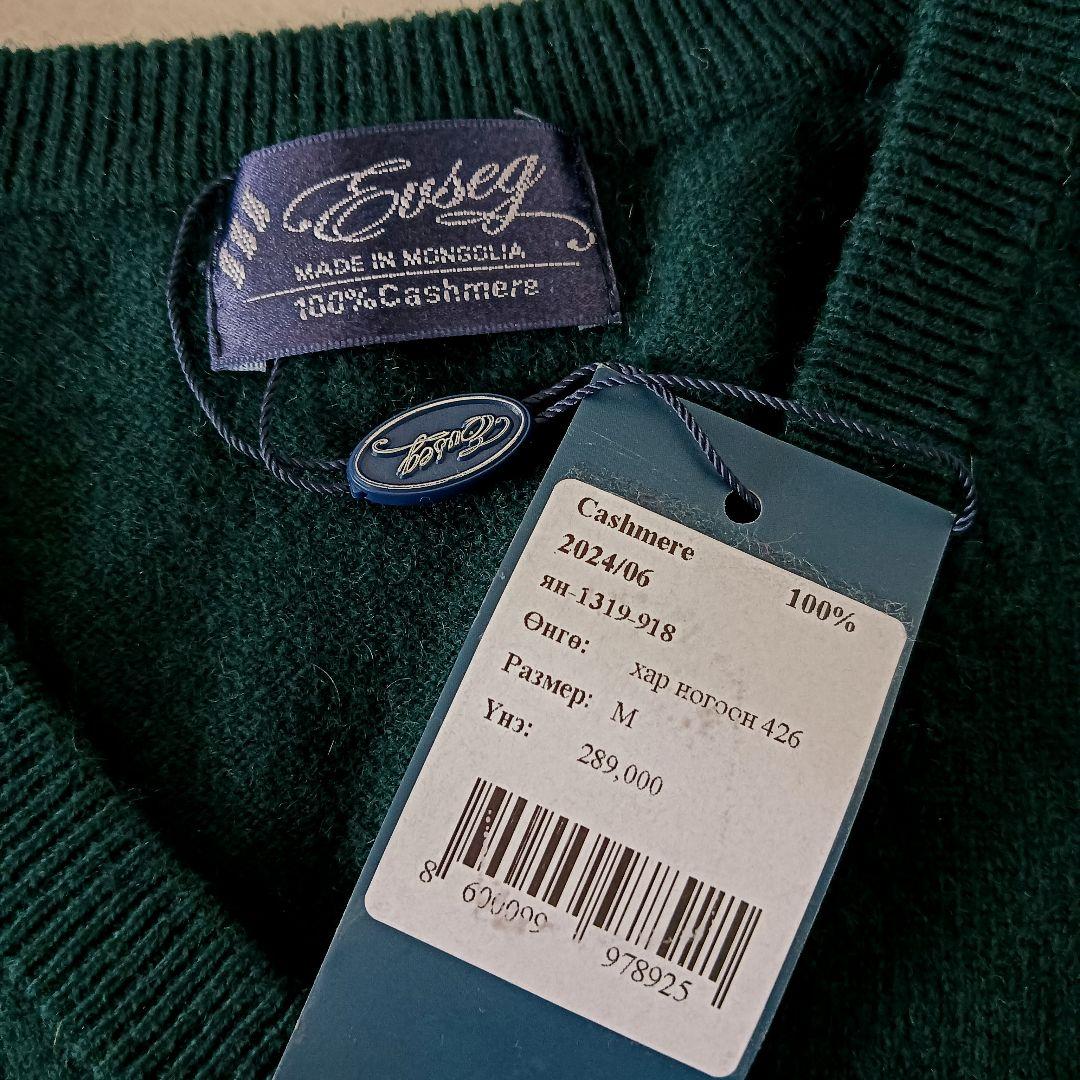 Evseg
MADE IN MONGOLIA
100%Cashmere
Evseg
Cashmere 100%
2024/06
ян-1319-918
Өнгө: хар ногоон 426
Размер: M
Үнэ: 289,000
8 600099 978925